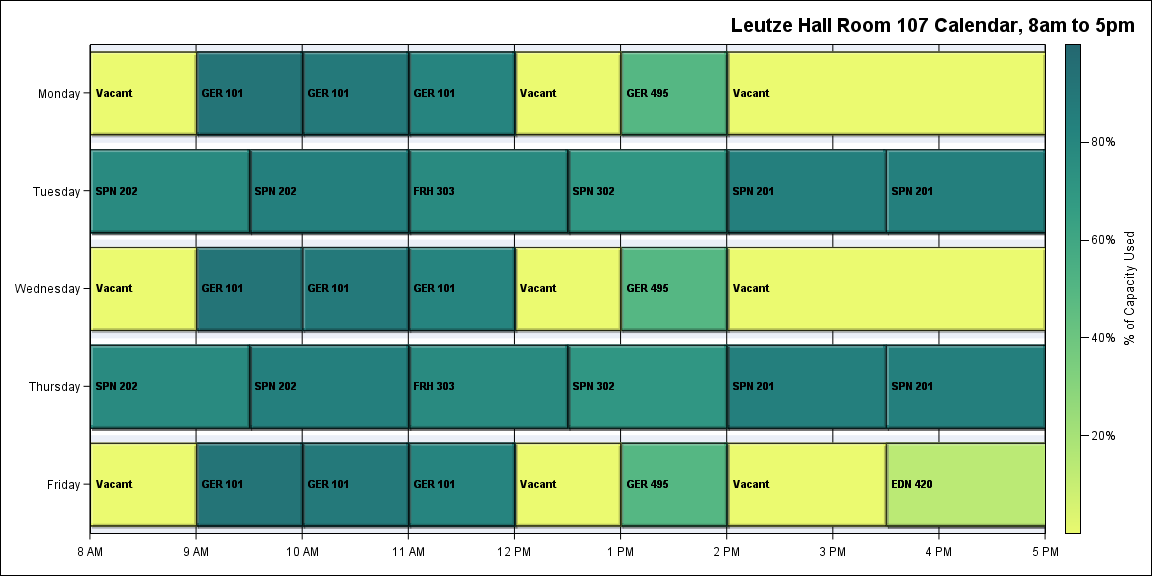 Leutze Hall Room 107 Calendar, 8am to 5pm
Monday
Vacant
GER 101
GER 101
GER 101
Vacant
GER 495
Vacant
Tuesday
SPN 202
SPN 202
FRH 303
SPN 302
SPN 201
SPN 201
Wednesday
Vacant
GER 101
GER 101
GER 101
Vacant
GER 495
Vacant
Thursday
SPN 202
SPN 202
FRH 303
SPN 302
SPN 201
SPN 201
Friday
Vacant
GER 101
GER 101
GER 101
Vacant
GER 495
Vacant
EDN 420
8 AM
9 AM
10 AM
11 AM
12 PM
1 PM
2 PM
3 PM
4 PM
5 PM
80%
60%
40%
20%
% of Capacity Used